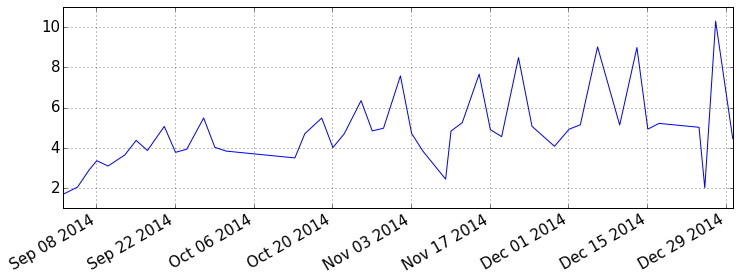 10
8
6
4
2
Sep 08 2014
Sep 22 2014
Oct 06 2014
Oct 20 2014
Nov 03 2014
Nov 17 2014
Dec 01 2014
Dec 15 2014
Dec 29 2014